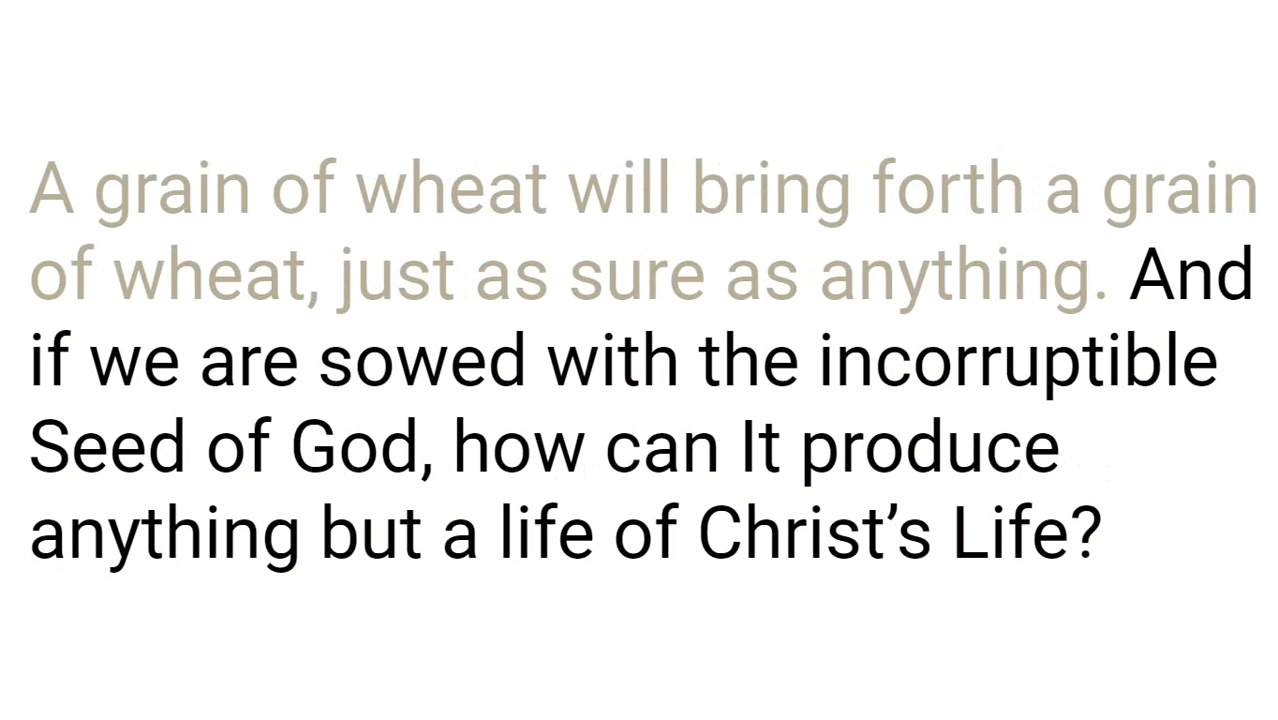 A grain of wheat will bring forth a grain
of wheat, just as sure as anything. And
if we are sowed with the incorruptible
Seed of God, how can It produce
anything but a life of Christ’s Life?